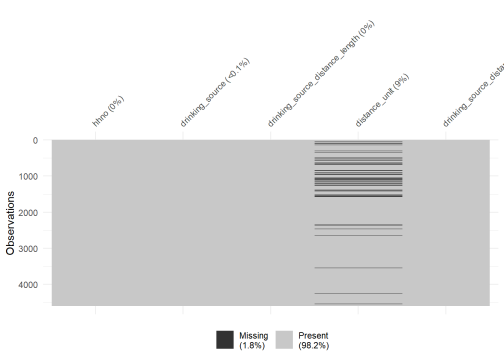 hhno (0%)
drinking_source (<0.1%)
drinking_source_distance_length (0%)
distance_unit (9%)
drinking_source_dista
0
1000
2000
3000
4000
Observations
Missing
(1.8%)
Present
(98.2%)